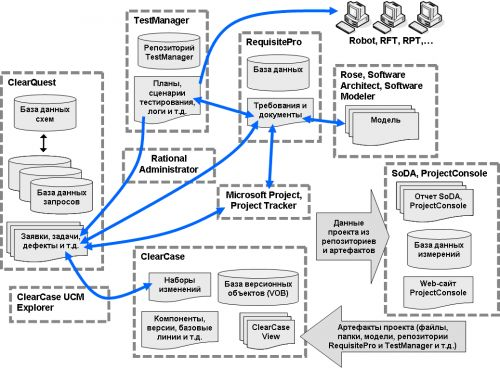 TestManager
Репозиторий
TestManager
Планы,
сценарии
тестирования,
логи и т.д.
RequisitePro
База данных
Требования и
документы
Robot, RFT, RPT,...
Rose, Software
Architect, Software
Modeler
Модель
ClearQuest
База данных
схем
База данных
запросов
Заявки, задачи,
дефекты и т.д.
Rational
Administrator
Microsoft Project,
Project Tracker
SoDA, ProjectConsole
Отчет SoDA,
ProjectConsole
База данных
измерений
Web-сайт
ProjectConsole
Данные
проекта из
репозиториев
и артефактов
ClearCase
Наборы
изменений
База версионных
объектов (VOB)
Компоненты,
версии, базовые
линии и т.д.
ClearCase
View
ClearCase UCM
Explorer
Артефакты проекта (файлы,
папки, модели, репозитории
RequisitePro и TestManager и т.д.)